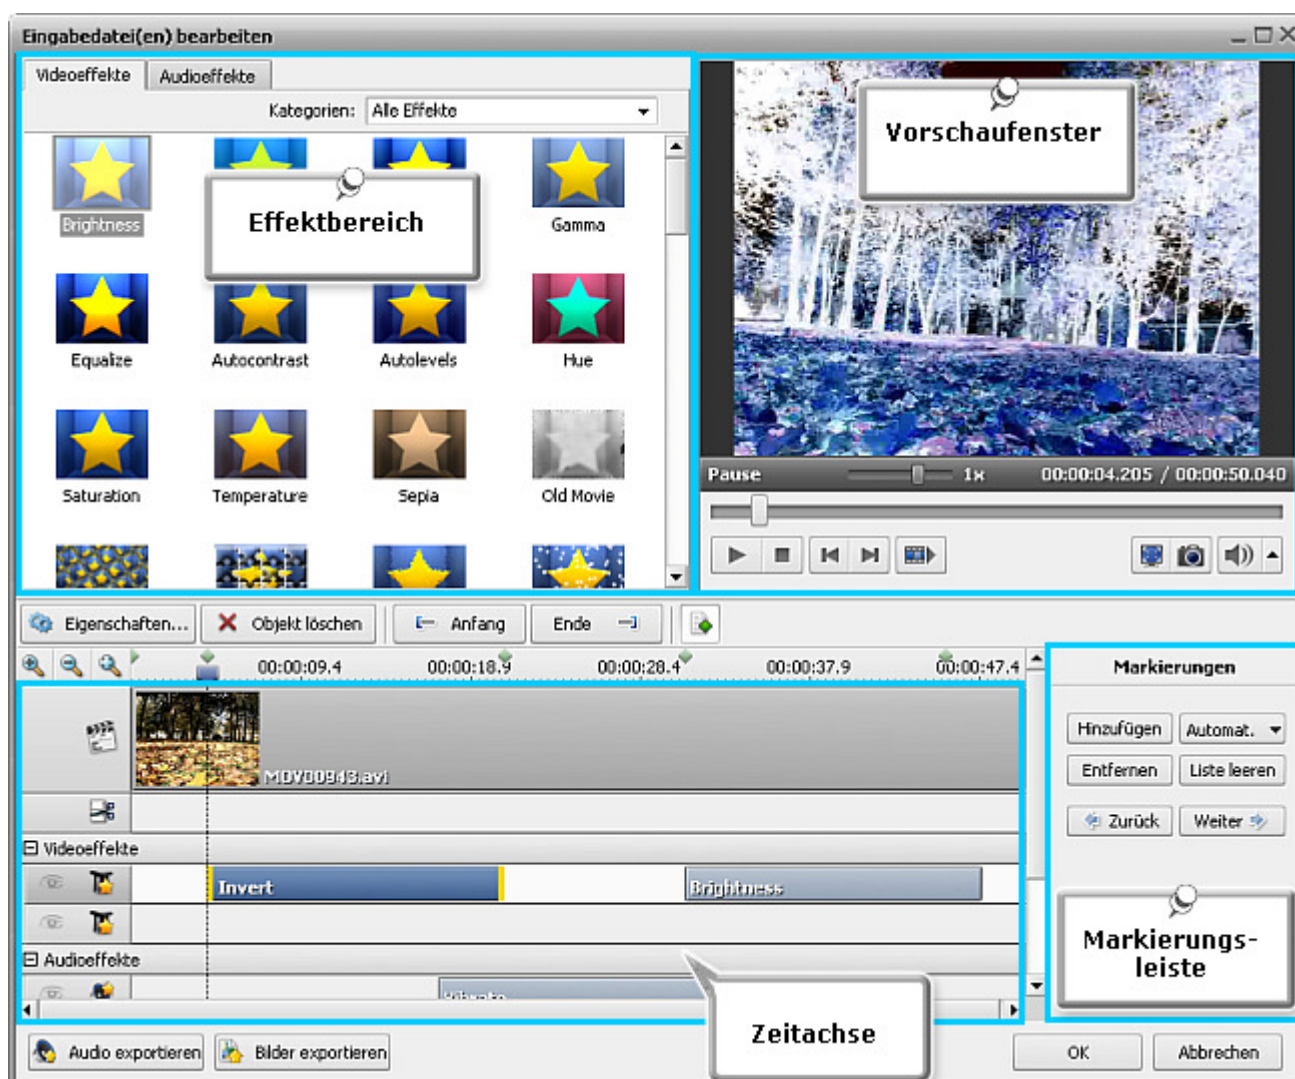 Eingabedatei(en) bearbeiten
Videoeffekte Audioeffekte
Kategorien: Alle Effekte
Vorschaufenster
Effektbereich
Brightness Gamma
Equalize Autocontrast Autolevels Hue
Saturation Temperature Sepia Old Movie
Pause 1x 00:00:04.205 / 00:00:50.040
Eigenschaften... Objekt löschen Anfang Ende
00:00:09.4 00:00:18.9 00:00:28.4 00:00:37.9 00:00:47.4
Markierungen
MOV00943.avi
Hinzufügen Automat.
Entfernen Liste leeren
Zurück Weiter
Videoeffekte
Invert Brightness
Markierungs-
leiste
Audioeffekte
Zeitachse
Audio exportieren Bilder exportieren OK Abbrechen